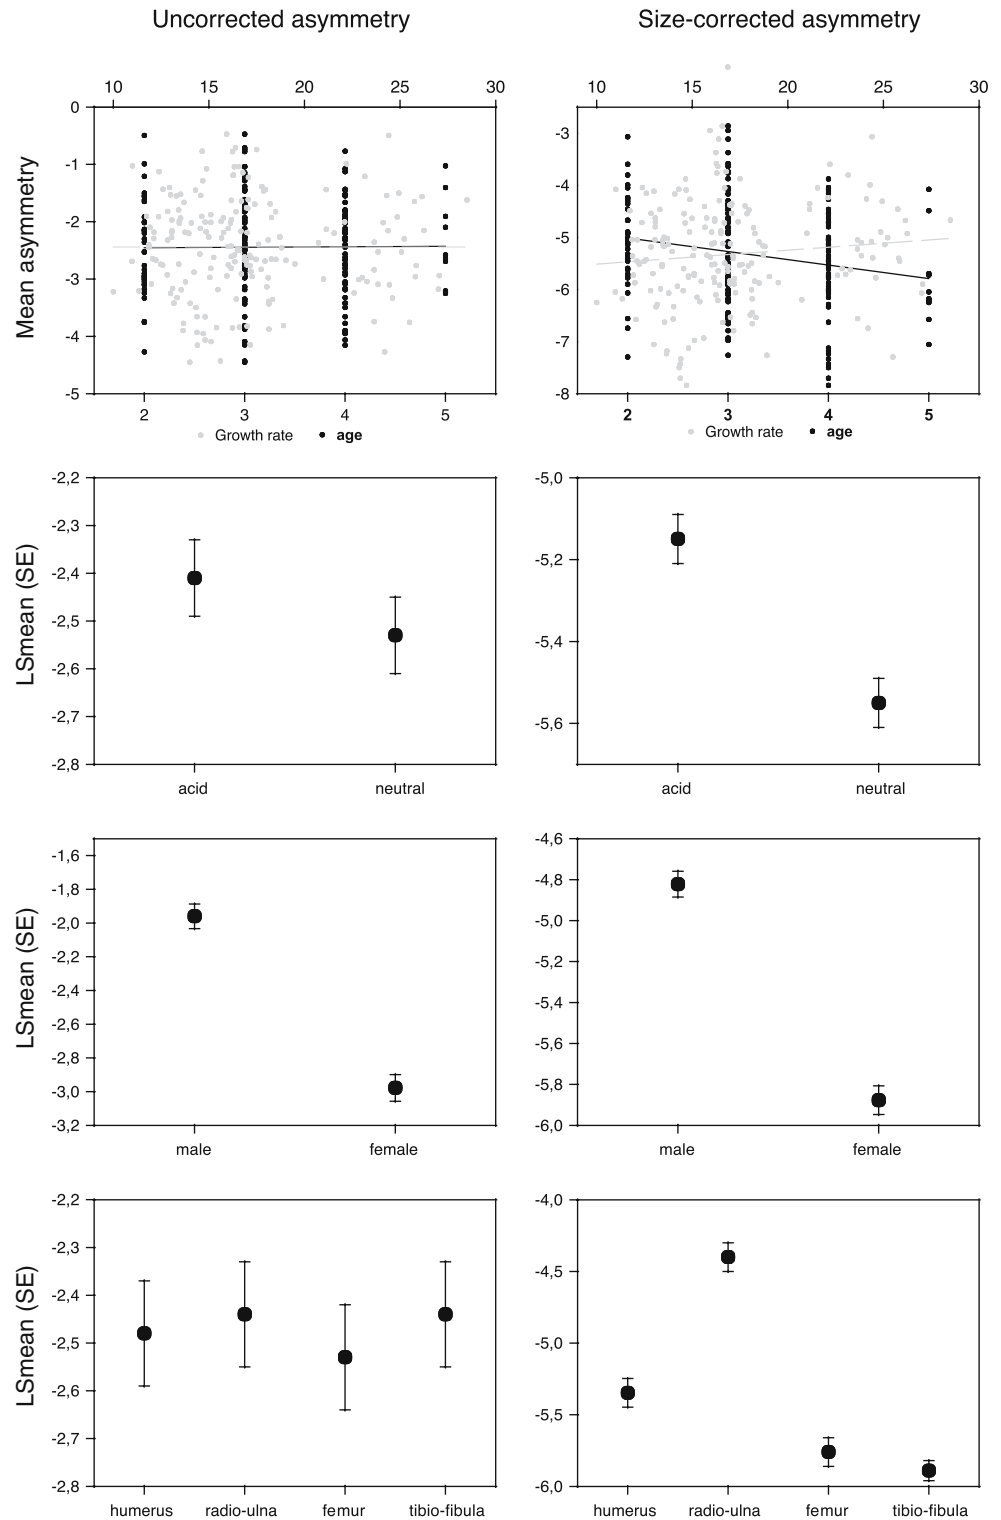 Uncorrected asymmetry Size-corrected asymmetry
10 15 20 25 30 10 15 20 25 30
Mean asymmetry
0 -1 -2 -3 -4 -5
-3 -4 -5 -6 -7 -8
2 3 4 5 2 3 4 5
Growth rate age Growth rate age
LSmean (SE)
-2,2 -2,3 -2,4 -2,5 -2,6 -2,7 -2,8
-5,0 -5,2 -5,4 -5,6
acid neutral acid neutral
LSmean (SE)
-1,6 -1,8 -2,0 -2,2 -2,4 -2,6 -2,8 -3,0 -3,2
-4,6 -4,8 -5,0 -5,2 -5,4 -5,6 -5,8 -6,0
male female male female
LSmean (SE)
-2,2 -2,3 -2,4 -2,5 -2,6 -2,7 -2,8
-4,0 -4,5 -5,0 -5,5 -6,0
humerus radio-ulna femur tibio-fibula humerus radio-ulna femur tibio-fibula